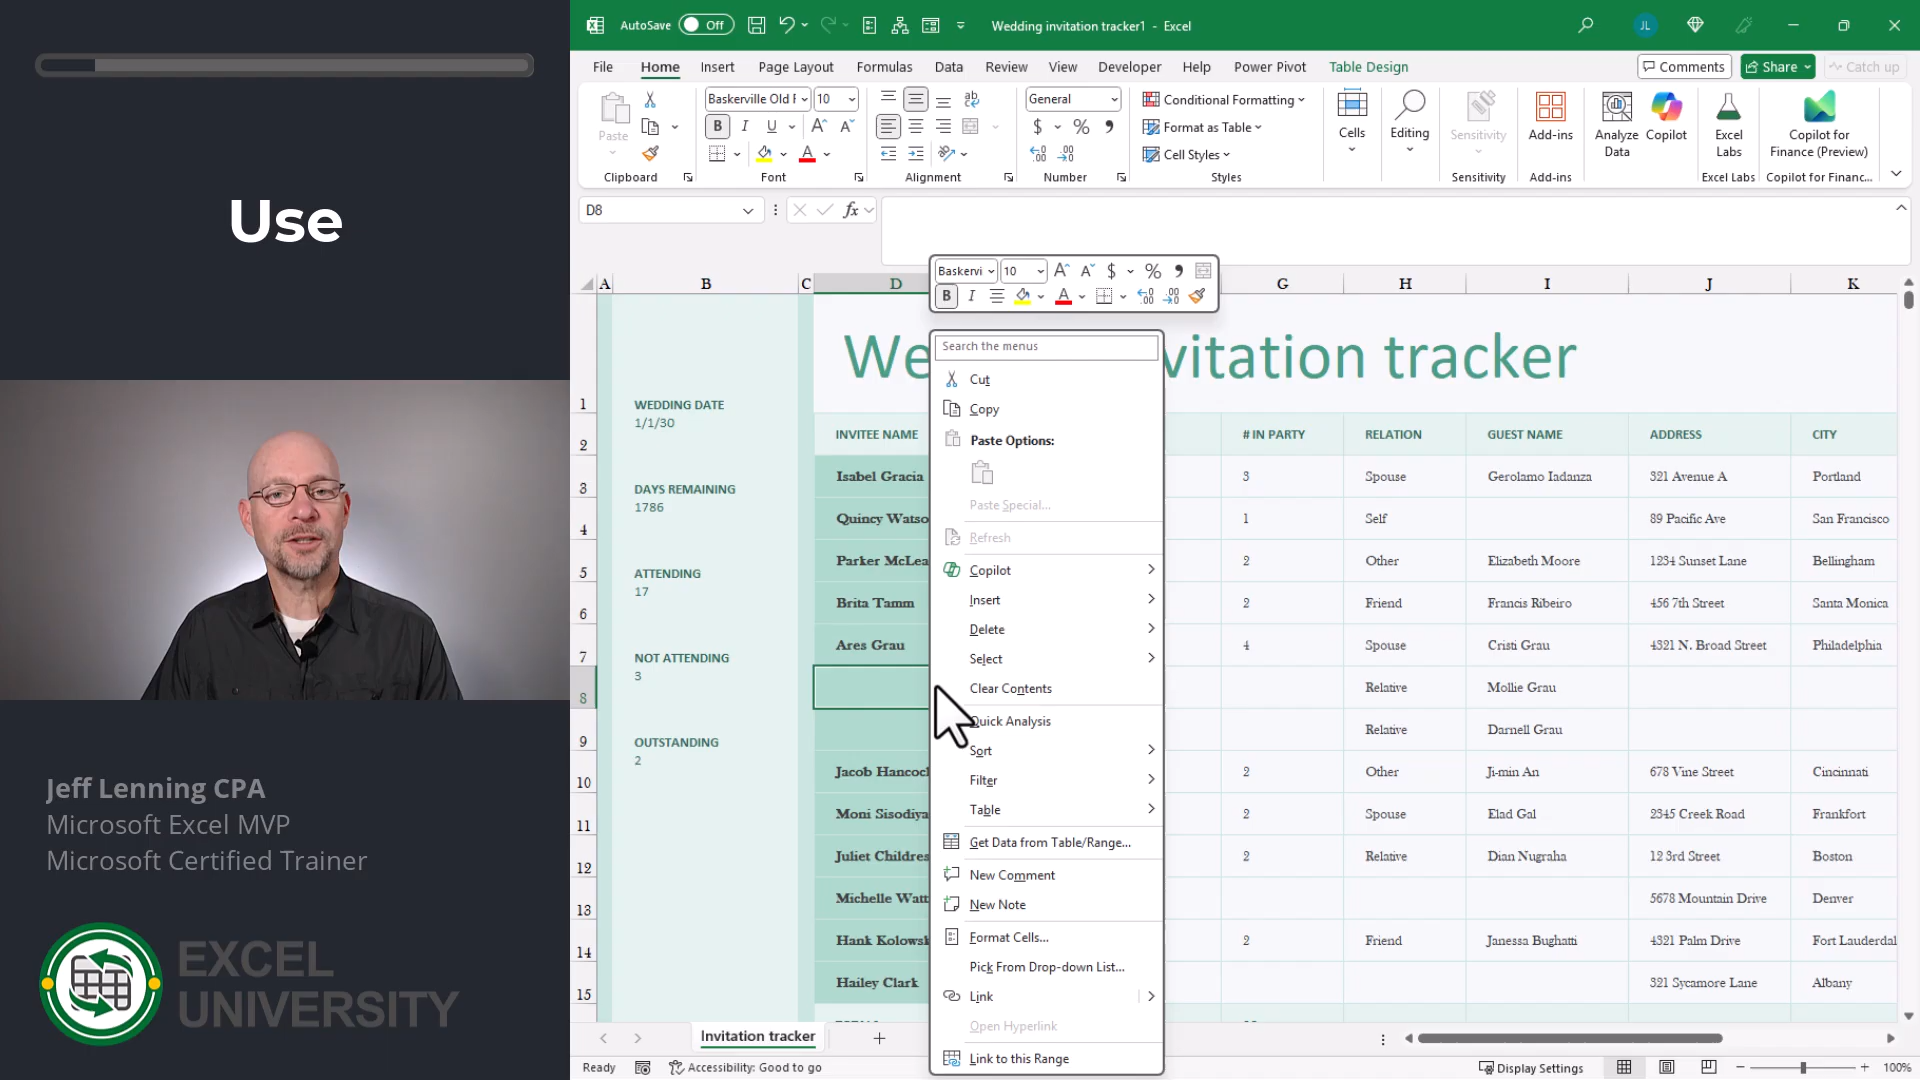 Use
Jeff Lenning CPA
Microsoft Excel MVP
Microsoft Certified Trainer
EXCEL
UNIVERSITY
AutoSave Off
Wedding invitation tracker1 - Excel
JL
File Home Insert Page Layout Formulas Data Review View Developer Help Power Pivot Table Design
Comments Share Catch up
Paste
Baskerville Old F 10
B I U
General
Conditional Formatting
Format as Table
Cell Styles
Cells
Editing
Sensitivity
Add-ins
Analyze Data
Copilot
Excel Labs
Copilot for Finance (Preview)
Clipboard Font Alignment Number Styles Sensitivity Add-ins Excel Labs Copilot for Financ...
D8
fx
Baskervi 10
B I
A B C D G H I J K
We
vitation tracker
Search the menus
Cut
Copy
Paste Options:
Paste Special...
Refresh
Copilot
Insert
Delete
Select
Clear Contents
Quick Analysis
Sort
Filter
Table
Get Data from Table/Range...
New Comment
New Note
Format Cells...
Pick From Drop-down List...
Link
Open Hyperlink
Link to this Range
1
2
3
4
5
6
7
8
9
10
11
12
13
14
15
WEDDING DATE
1/1/30
DAYS REMAINING
1786
ATTENDING
17
NOT ATTENDING
3
OUTSTANDING
2
INVITEE NAME # IN PARTY RELATION GUEST NAME ADDRESS CITY
Isabel Gracia 3 Spouse Gerolamo Iadanza 321 Avenue A Portland
Quincy Watso 1 Self 89 Pacific Ave San Francisco
Parker McLea 2 Other Elizabeth Moore 1234 Sunset Lane Bellingham
Brita Tamm 2 Friend Francis Ribeiro 456 7th Street Santa Monica
Ares Grau 4 Spouse Cristi Grau 4321 N. Broad Street Philadelphia
Relative Mollie Grau
Relative Darnell Grau
Jacob Hancock 2 Other Ji-min An 678 Vine Street Cincinnati
Moni Sisodiya 2 Spouse Elad Gal 2345 Creek Road Frankfort
Juliet Childres 2 Relative Dian Nugraha 12 3rd Street Boston
Michelle Watt 5678 Mountain Drive Denver
Hank Kolowsk 2 Friend Janessa Bughatti 4321 Palm Drive Fort Lauderdal
Hailey Clark 321 Sycamore Lane Albany
Invitation tracker
Ready Accessibility: Good to go Display Settings 100%